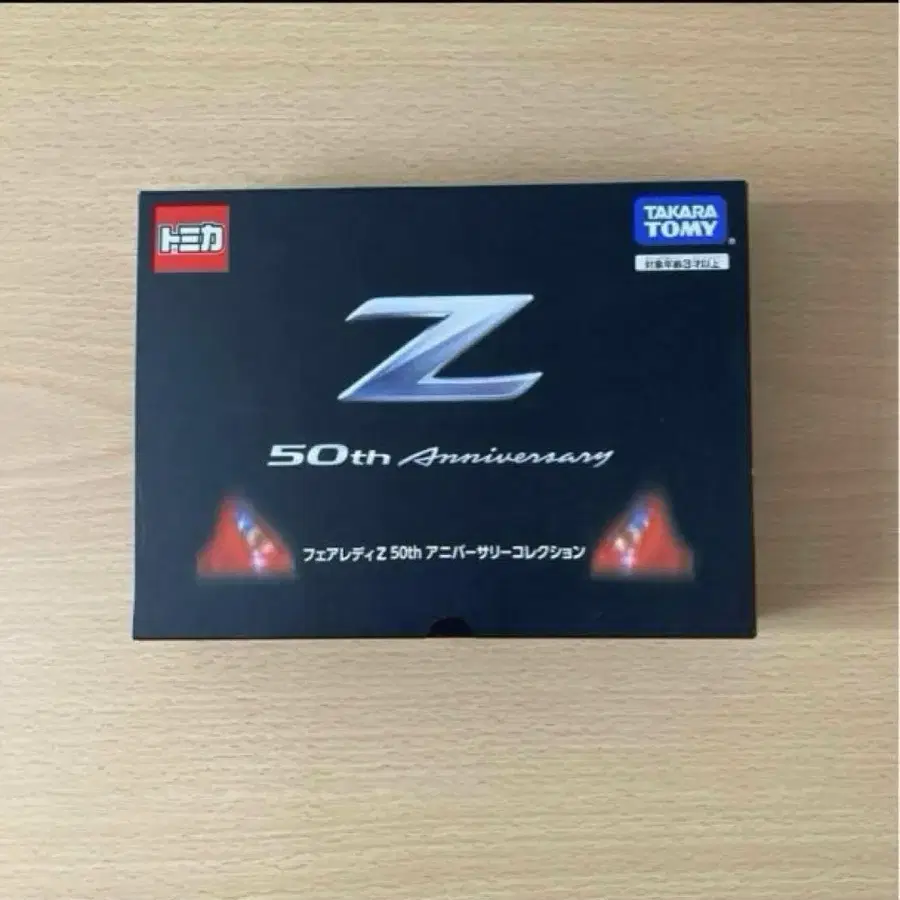 トミカ
TAKARA
TOMY
対象年齢3才以上
Z
50th Anniversary
フェアレディZ 50th アニバーサリーコレクション